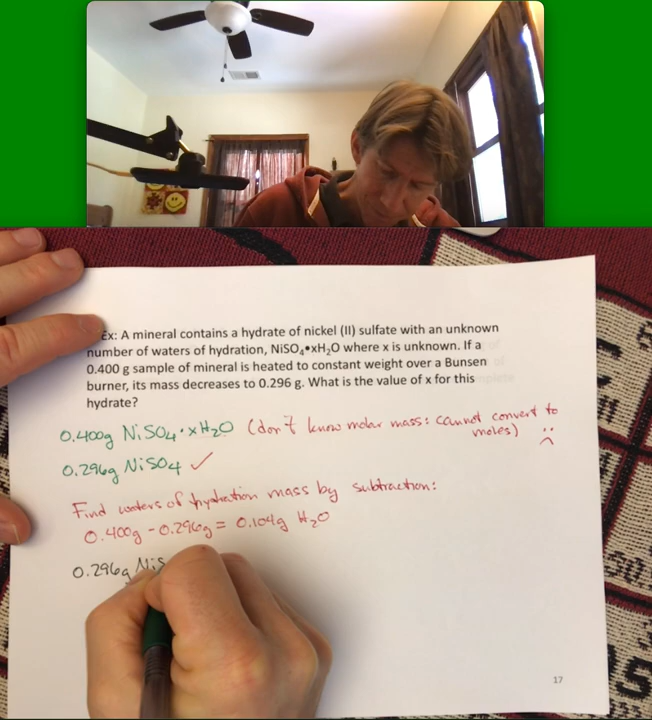 Ex: A mineral contains a hydrate of nickel (II) sulfate with an unknown
number of waters of hydration, NiSO₄•xH₂O where x is unknown. If a
0.400 g sample of mineral is heated to constant weight over a Bunsen
burner, its mass decreases to 0.296 g. What is the value of x for this
hydrate?
0.400g NiSO₄·xH₂O (don't know molar mass: cannot convert to
moles) :(
0.296g NiSO₄ ✓
Find waters of hydration mass by subtraction:
0.400g - 0.296g = 0.104g H₂O
0.296g NiS
17